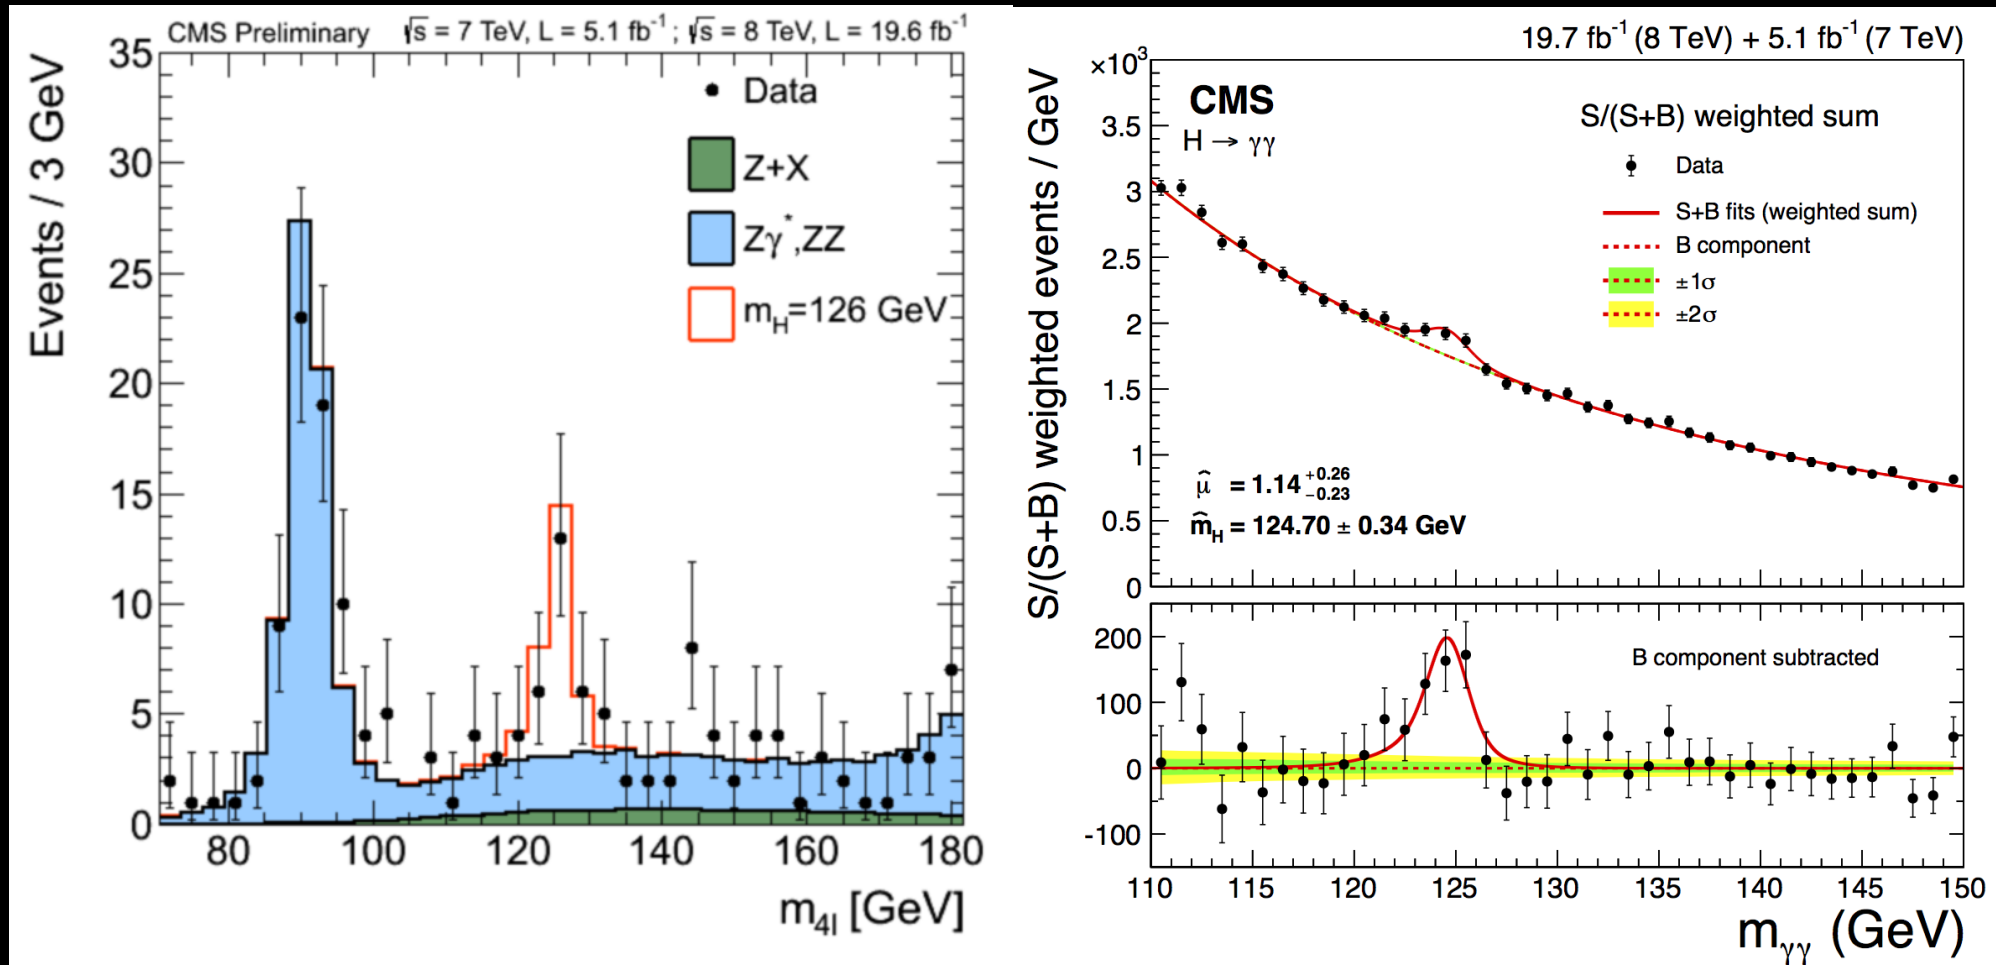 CMS Preliminary √s = 7 TeV, L = 5.1 fb⁻¹ ; √s = 8 TeV, L = 19.6 fb⁻¹
Events / 3 GeV
35
30
25
20
15
10
5
0
Data
Z+X
Zγ*,ZZ
m_H=126 GeV
80 100 120 140 160 180
m_4l [GeV]
19.7 fb⁻¹ (8 TeV) + 5.1 fb⁻¹ (7 TeV)
S/(S+B) weighted events / GeV
×10³
3.5
3
2.5
2
1.5
1
0.5
0
CMS
H → γγ
S/(S+B) weighted sum
Data
S+B fits (weighted sum)
B component
±1σ
±2σ
μ̂ = 1.14 +0.26 −0.23
m̂_H = 124.70 ± 0.34 GeV
200
100
0
-100
B component subtracted
110 115 120 125 130 135 140 145 150
m_γγ (GeV)